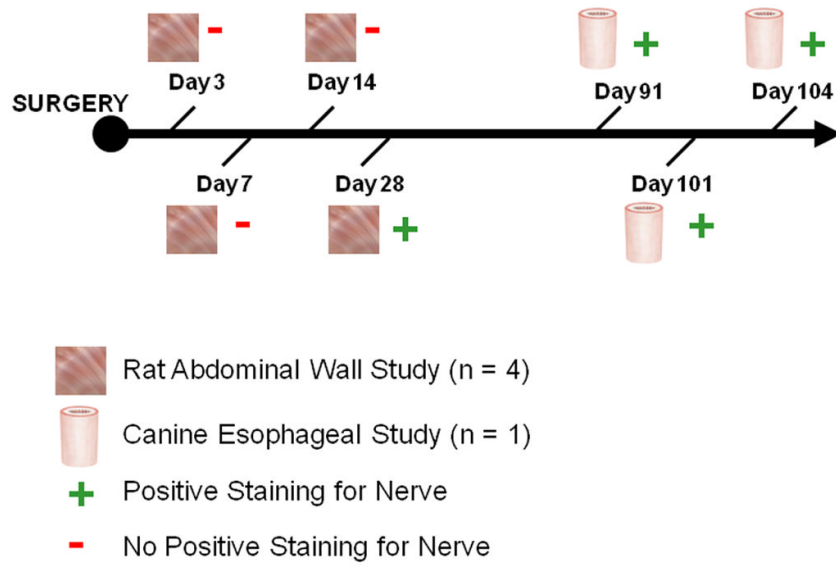 -
-
+
+
Day 3
Day 14
Day 91
Day 104
SURGERY
Day 7
Day 28
Day 101
-
+
+
Rat Abdominal Wall Study (n = 4)
Canine Esophageal Study (n = 1)
+ Positive Staining for Nerve
- No Positive Staining for Nerve